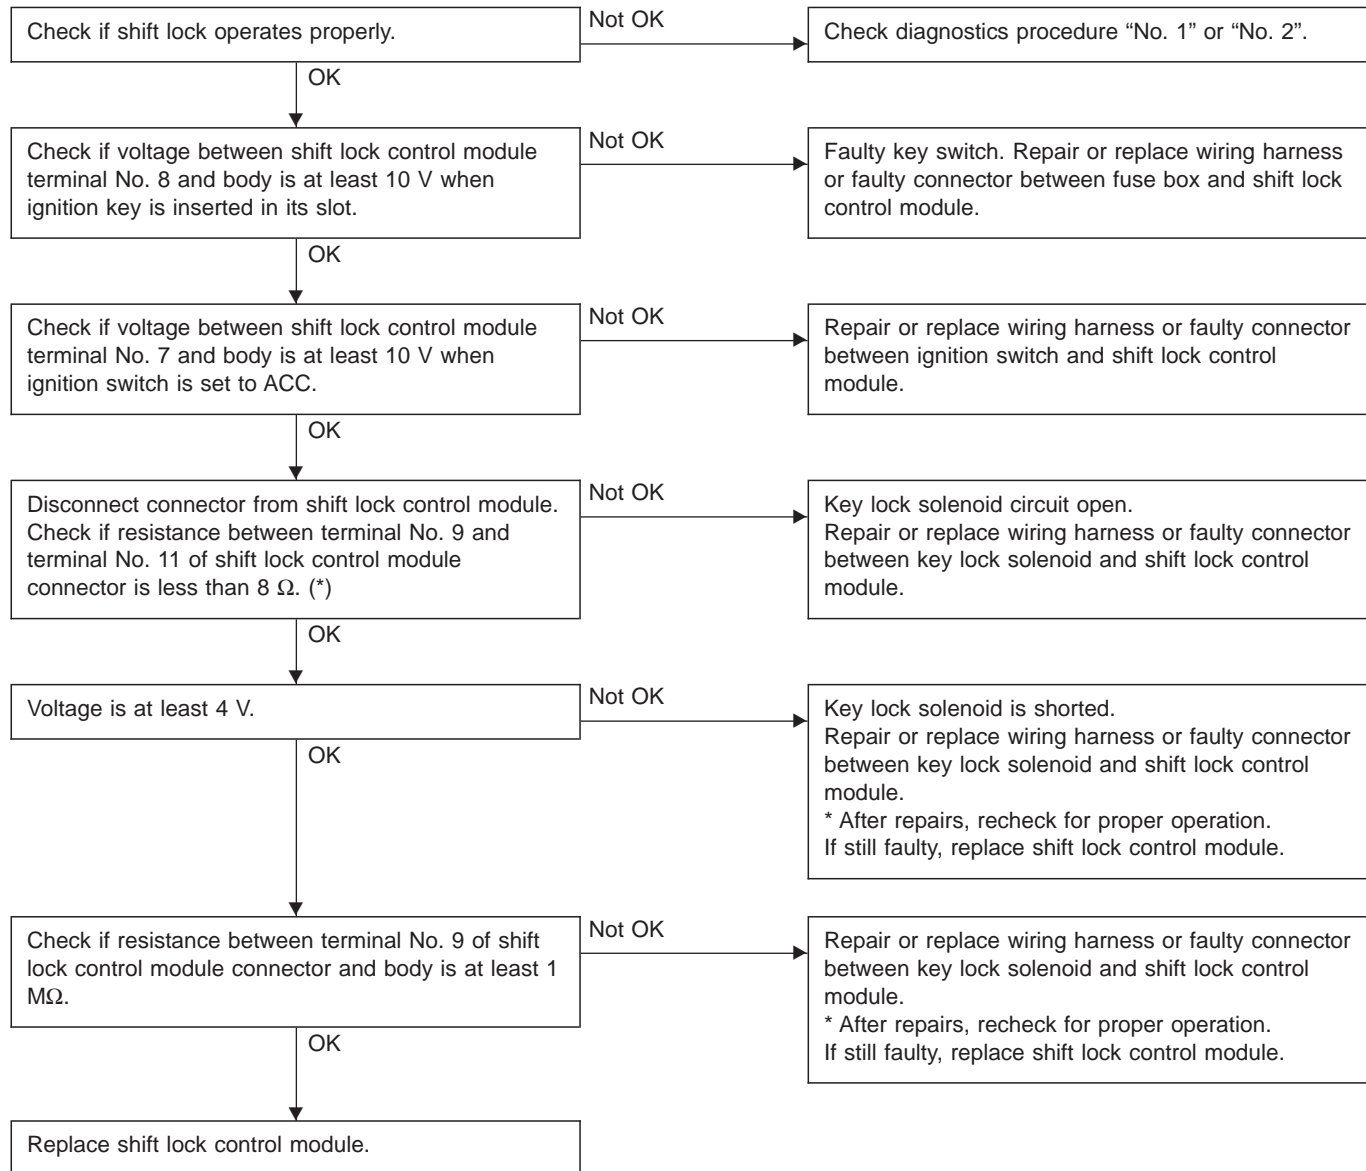 Check if shift lock operates properly.
Not OK
Check diagnostics procedure “No. 1” or “No. 2”.
OK
Check if voltage between shift lock control module
terminal No. 8 and body is at least 10 V when
ignition key is inserted in its slot.
Not OK
Faulty key switch. Repair or replace wiring harness
or faulty connector between fuse box and shift lock
control module.
OK
Check if voltage between shift lock control module
terminal No. 7 and body is at least 10 V when
ignition switch is set to ACC.
Not OK
Repair or replace wiring harness or faulty connector
between ignition switch and shift lock control
module.
OK
Disconnect connector from shift lock control module.
Check if resistance between terminal No. 9 and
terminal No. 11 of shift lock control module
connector is less than 8 Ω. (*)
Not OK
Key lock solenoid circuit open.
Repair or replace wiring harness or faulty connector
between key lock solenoid and shift lock control
module.
OK
Voltage is at least 4 V.
Not OK
Key lock solenoid is shorted.
Repair or replace wiring harness or faulty connector
between key lock solenoid and shift lock control
module.
* After repairs, recheck for proper operation.
If still faulty, replace shift lock control module.
OK
Check if resistance between terminal No. 9 of shift
lock control module connector and body is at least 1
MΩ.
Not OK
Repair or replace wiring harness or faulty connector
between key lock solenoid and shift lock control
module.
* After repairs, recheck for proper operation.
If still faulty, replace shift lock control module.
OK
Replace shift lock control module.